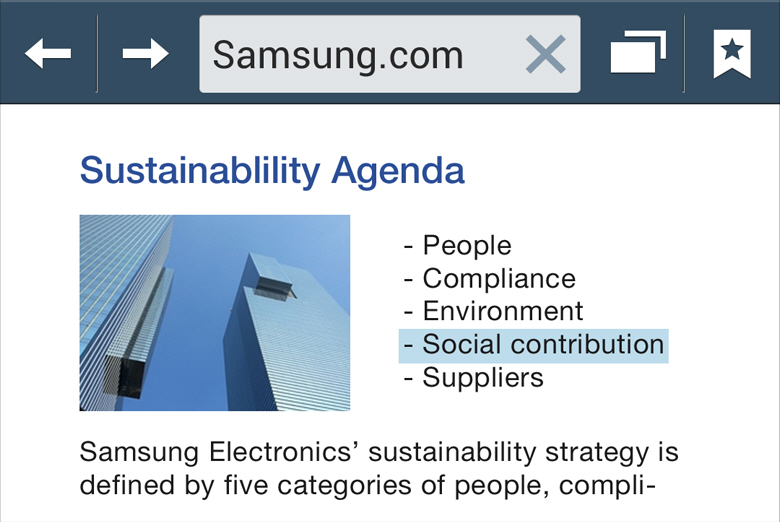 Samsung.com
Sustainablility Agenda
- People
- Compliance
- Environment
- Social contribution
- Suppliers
Samsung Electronics’ sustainability strategy is
defined by five categories of people, compli-